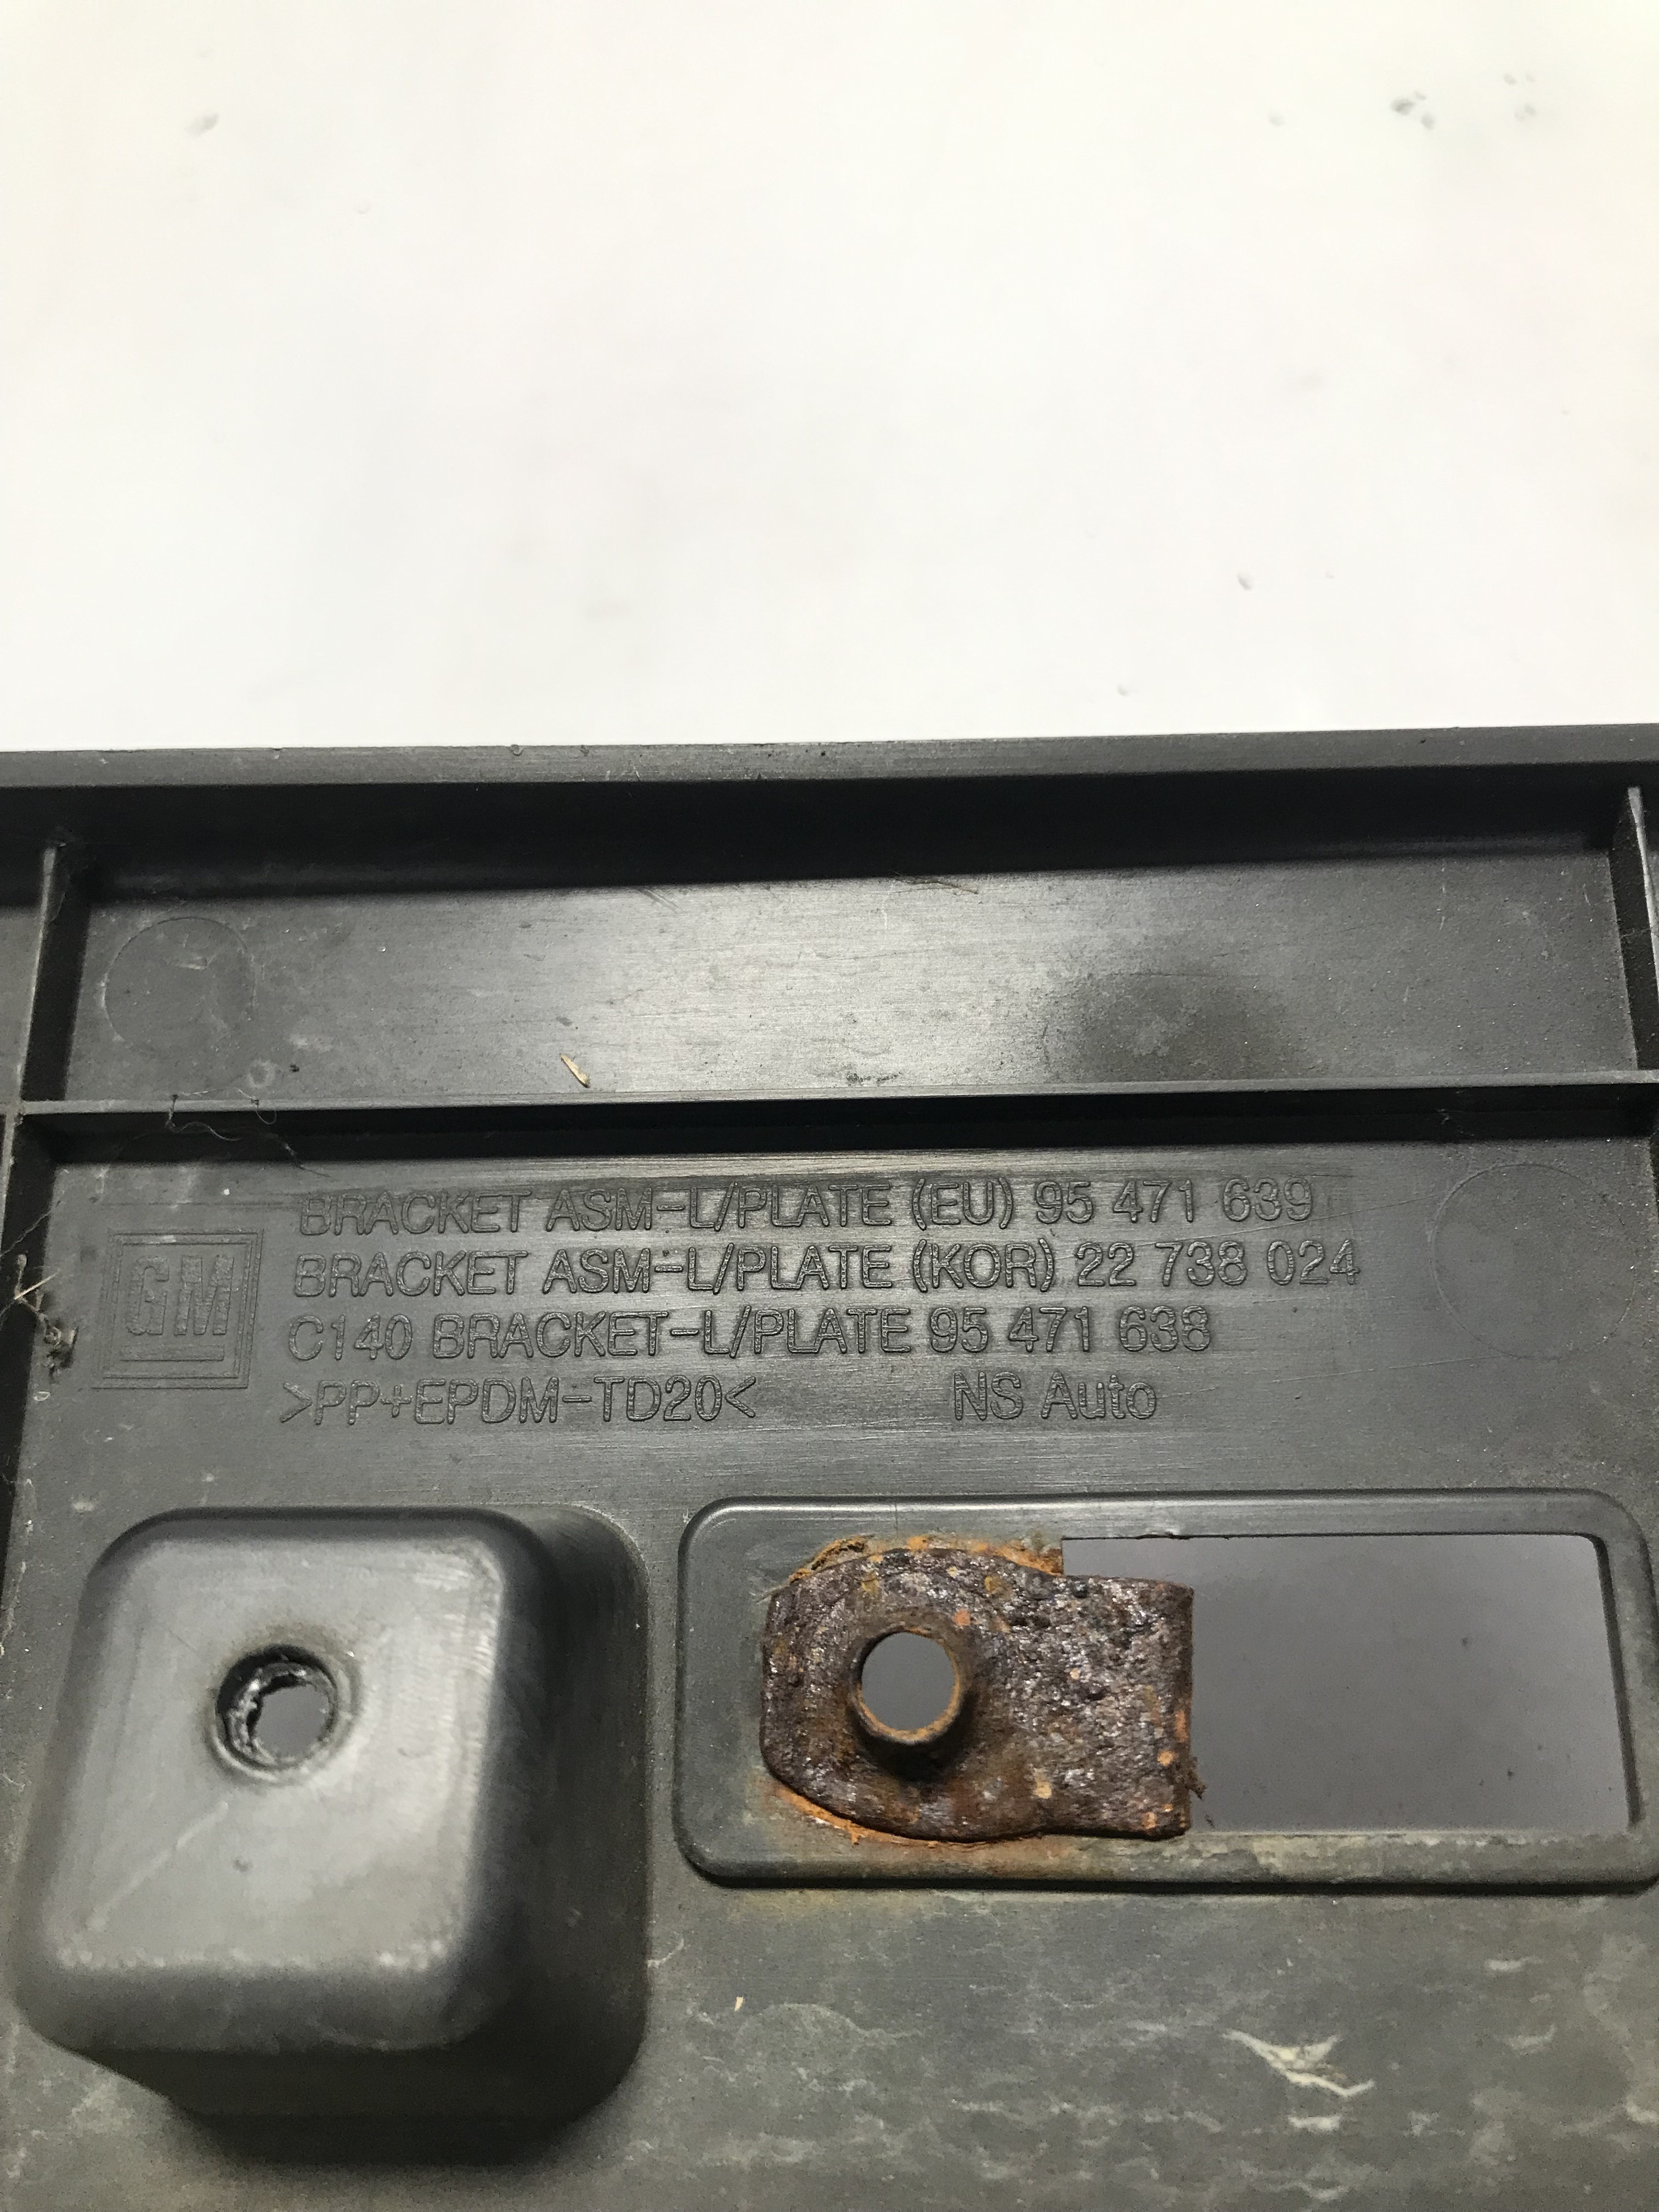 BRACKET ASM-L/PLATE (EU) 95 471 639
BRACKET ASM-L/PLATE (KOR) 22 738 024
GM
C140 BRACKET-L/PLATE 95 471 638
>PP+EPDM-TD20< NS Auto